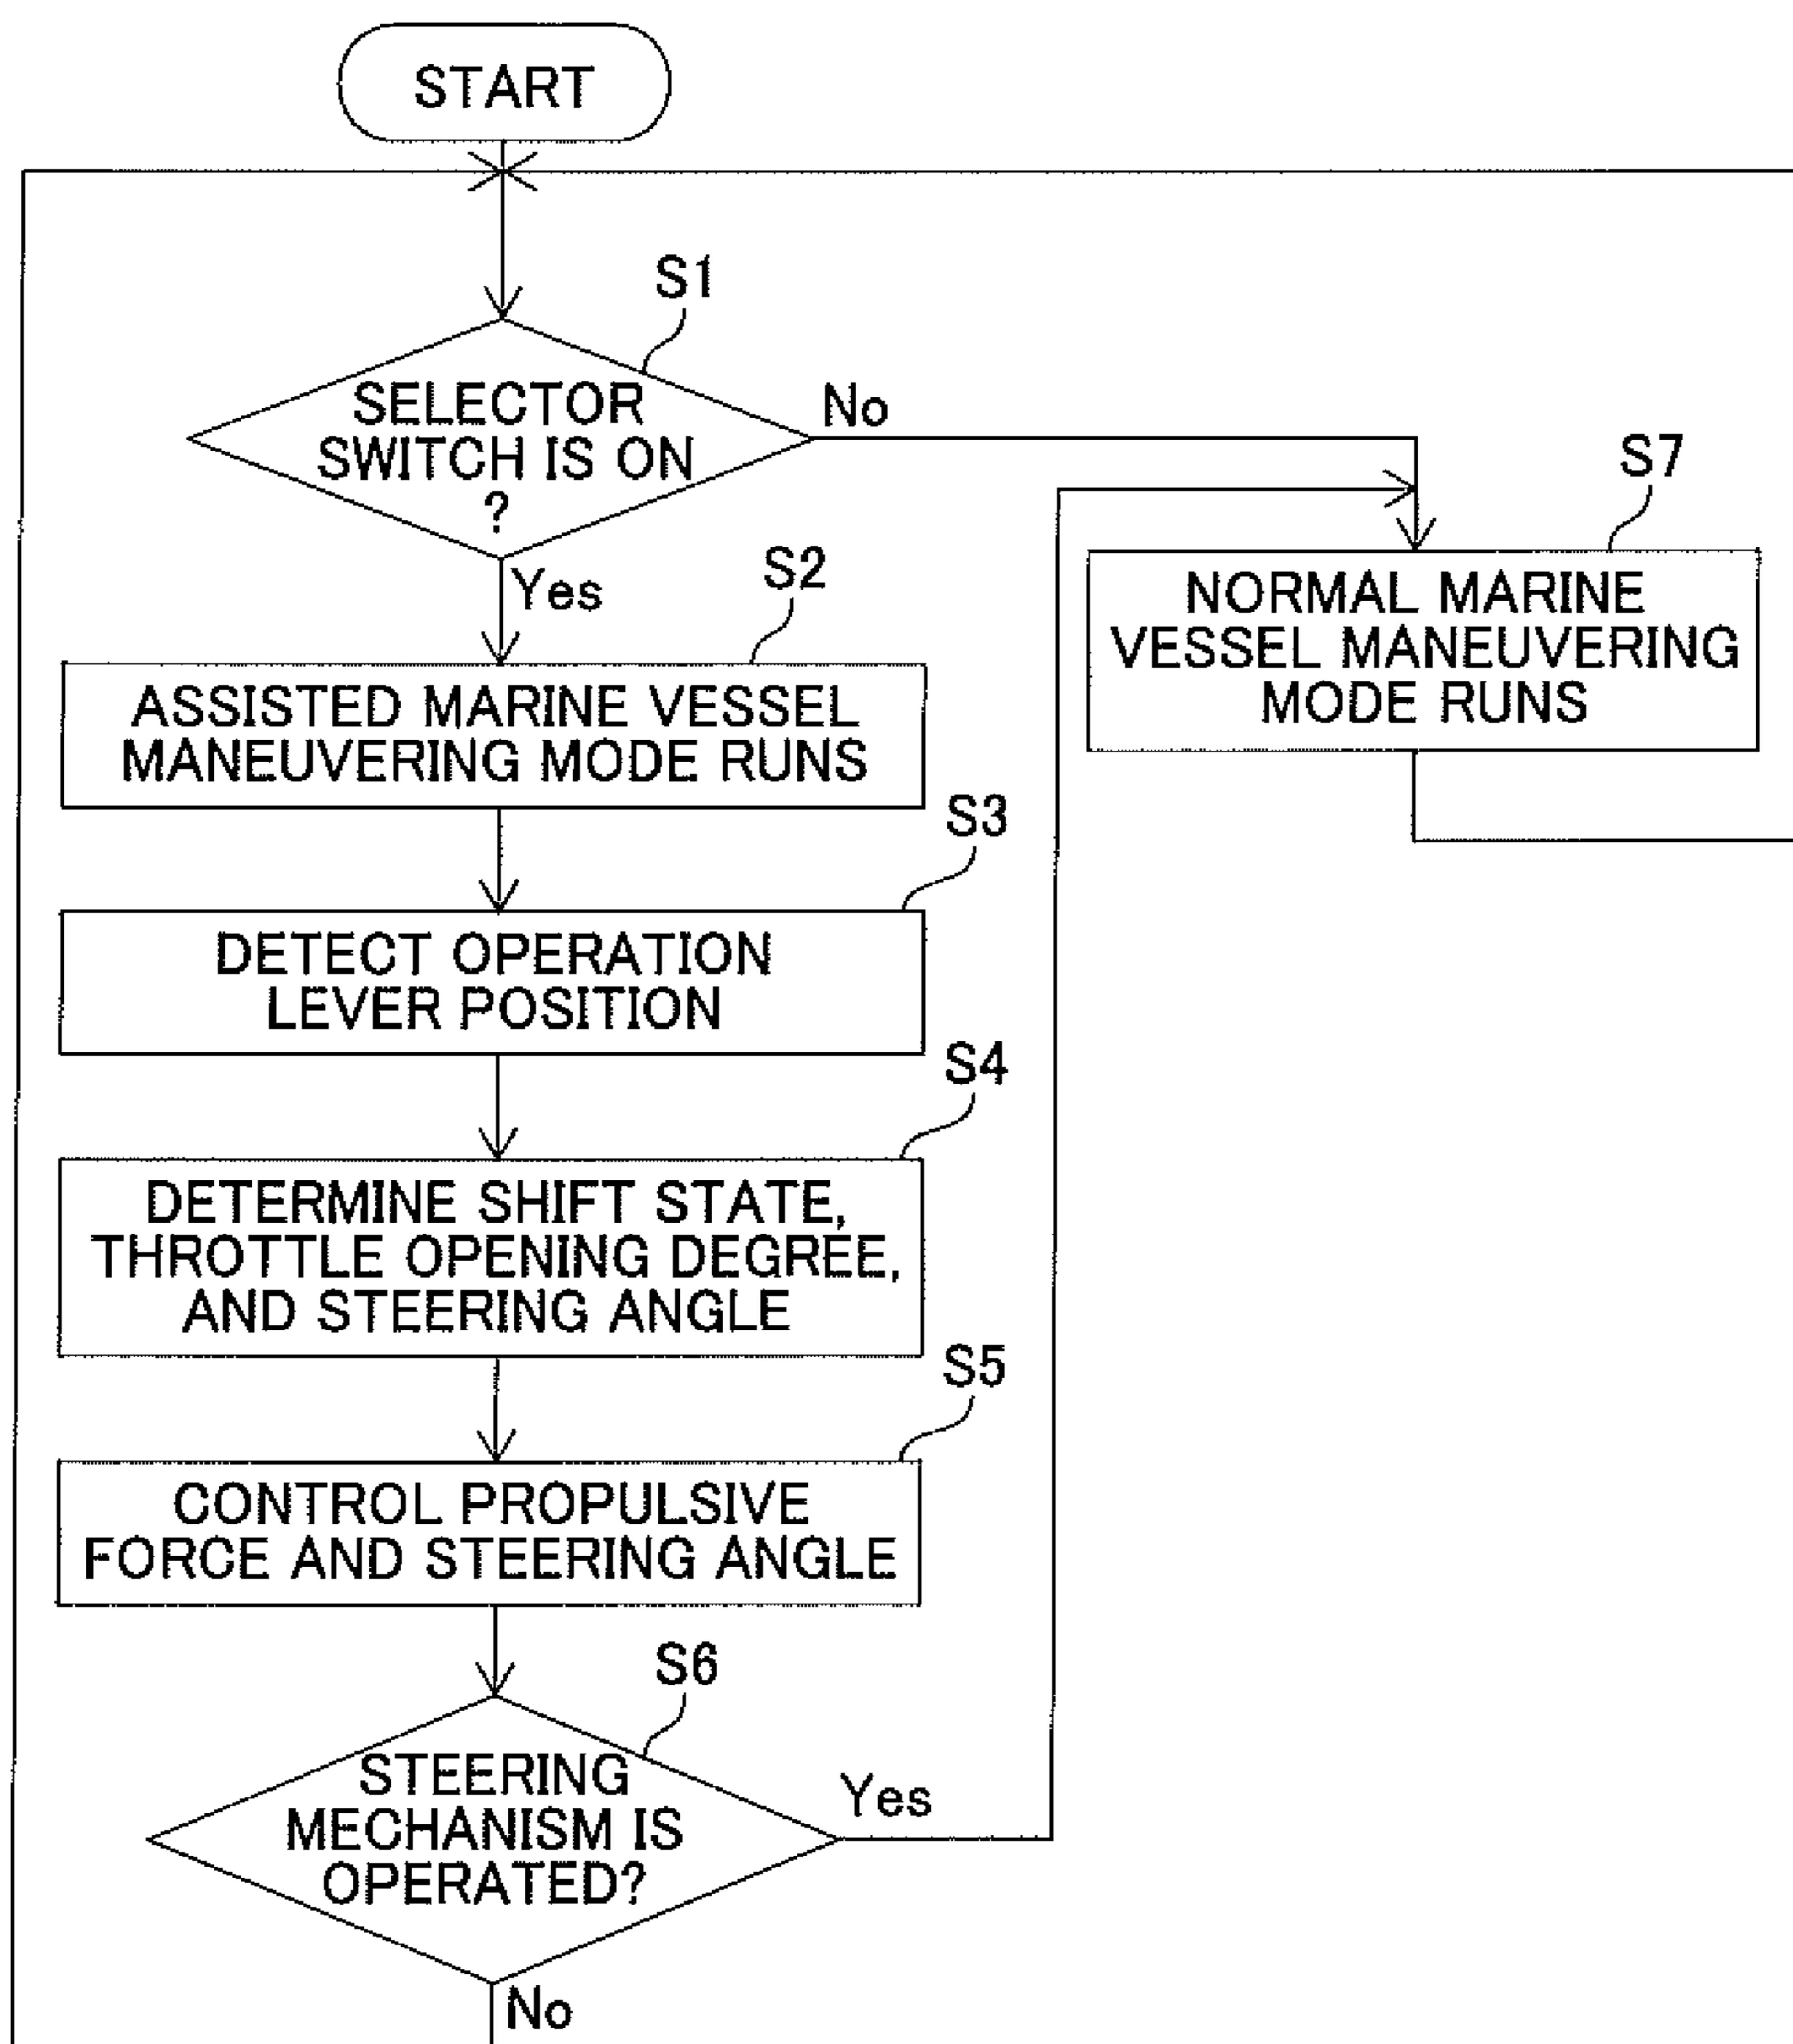 START
S1
SELECTOR
SWITCH IS ON
?
No
Yes
S2
ASSISTED MARINE VESSEL
MANEUVERING MODE RUNS
S7
NORMAL MARINE
VESSEL MANEUVERING
MODE RUNS
S3
DETECT OPERATION
LEVER POSITION
S4
DETERMINE SHIFT STATE,
THROTTLE OPENING DEGREE,
AND STEERING ANGLE
S5
CONTROL PROPULSIVE
FORCE AND STEERING ANGLE
S6
STEERING
MECHANISM IS
OPERATED?
Yes
No